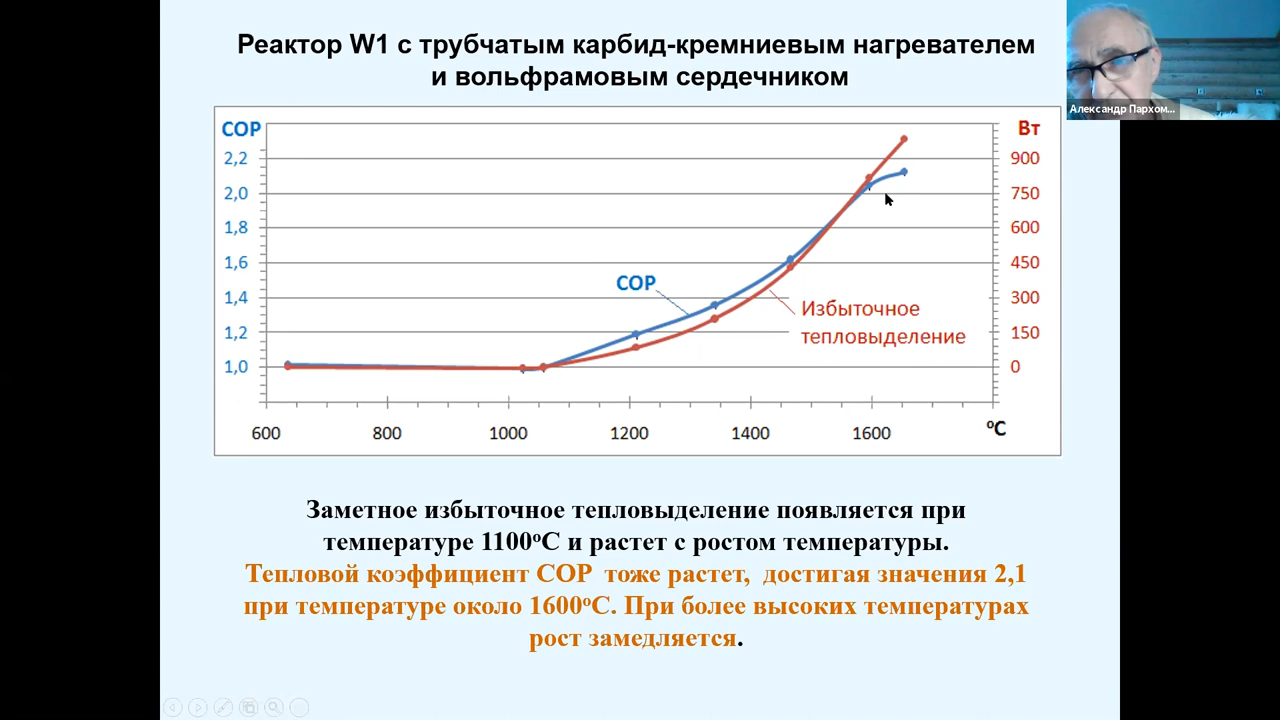 Реактор W1 с трубчатым карбид-кремниевым нагревателем
и вольфрамовым сердечником
Александр Пархом...
COP
Вт
2,2
900
2,0
750
1,8
600
1,6
450
COP
1,4
300
Избыточное
1,2
150
тепловыделение
1,0
0
600 800 1000 1200 1400 1600 ºC
Заметное избыточное тепловыделение появляется при
температуре 1100ºС и растет с ростом температуры.
Тепловой коэффициент СОР тоже растет, достигая значения 2,1
при температуре около 1600ºС. При более высоких температурах
рост замедляется.